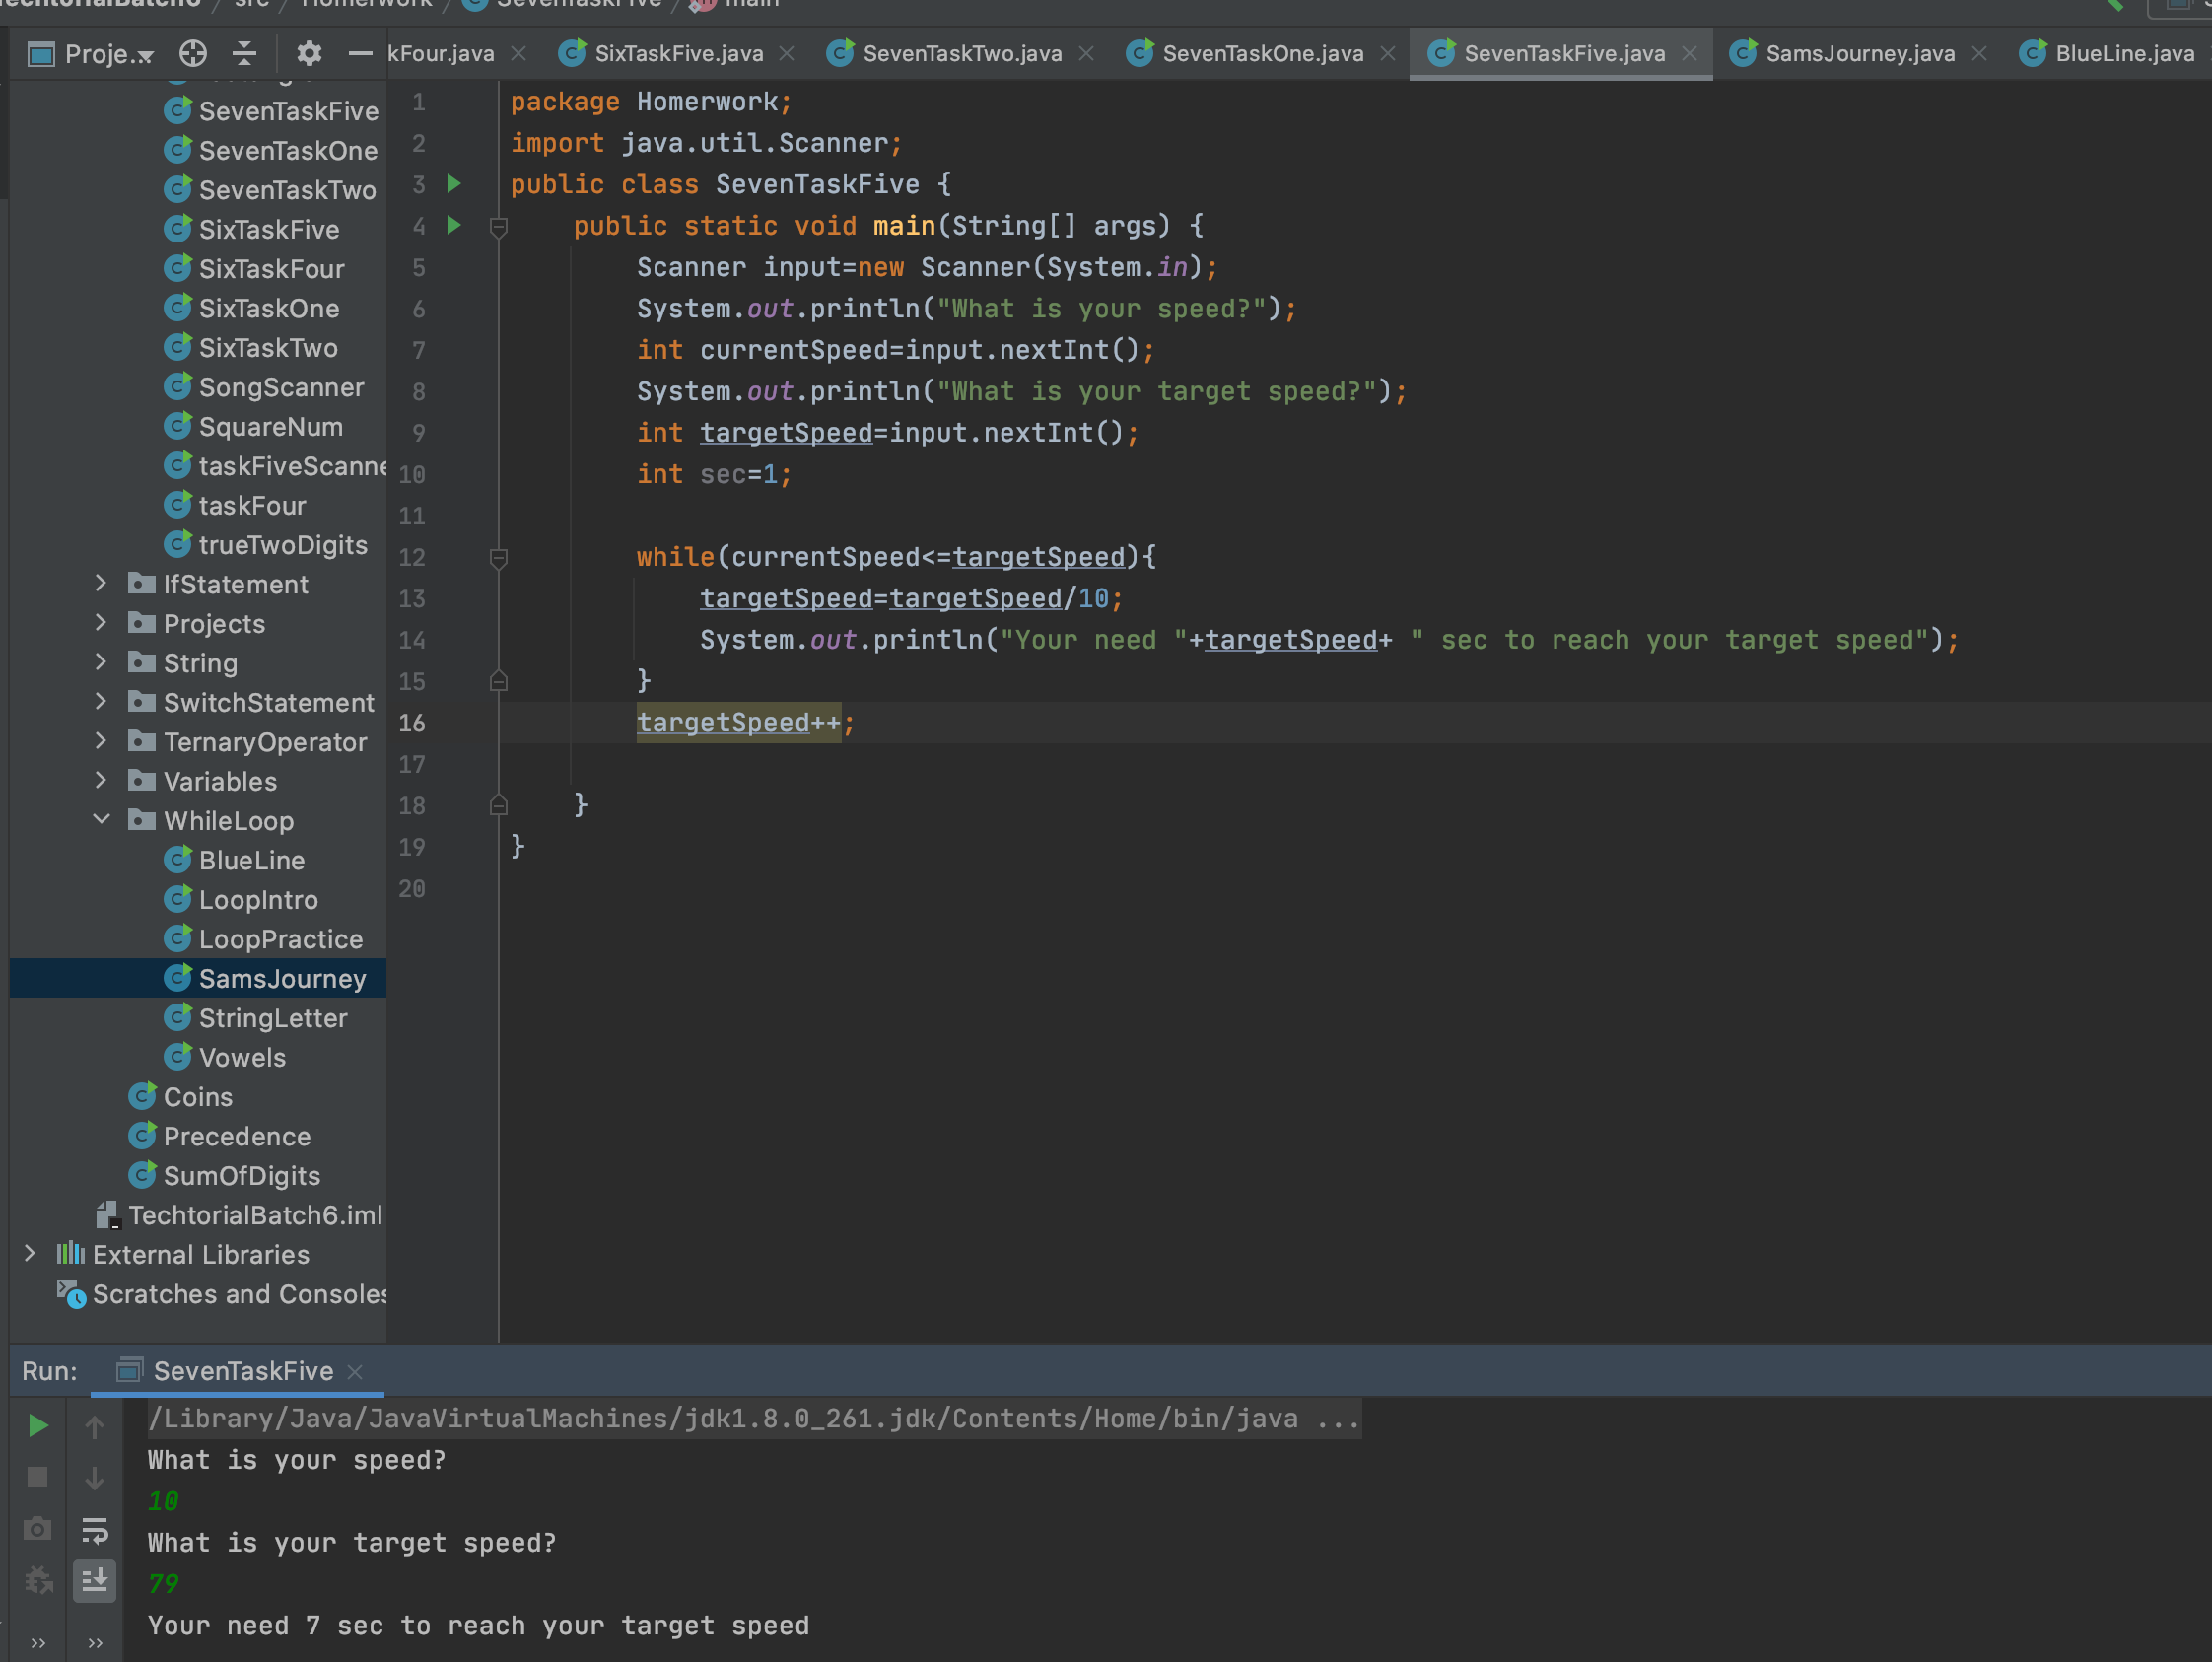 src / Homerwork / SevenTaskFive / main
Proje...
kFour.java
SixTaskFive.java
SevenTaskTwo.java
SevenTaskOne.java
SevenTaskFive.java
SamsJourney.java
BlueLine.java
SevenTaskFive
SevenTaskOne
SevenTaskTwo
SixTaskFive
SixTaskFour
SixTaskOne
SixTaskTwo
SongScanner
SquareNum
taskFiveScanne
taskFour
trueTwoDigits
IfStatement
Projects
String
SwitchStatement
TernaryOperator
Variables
WhileLoop
BlueLine
LoopIntro
LoopPractice
SamsJourney
StringLetter
Vowels
Coins
Precedence
SumOfDigits
TechtorialBatch6.iml
External Libraries
Scratches and Consoles
1 package Homerwork;
2 import java.util.Scanner;
3 public class SevenTaskFive {
4 public static void main(String[] args) {
5 Scanner input=new Scanner(System.in);
6 System.out.println("What is your speed?");
7 int currentSpeed=input.nextInt();
8 System.out.println("What is your target speed?");
9 int targetSpeed=input.nextInt();
10 int sec=1;
11
12 while(currentSpeed<=targetSpeed){
13 targetSpeed=targetSpeed/10;
14 System.out.println("Your need "+targetSpeed+ " sec to reach your target speed");
15 }
16 targetSpeed++;
17
18 }
19 }
20
Run: SevenTaskFive
/Library/Java/JavaVirtualMachines/jdk1.8.0_261.jdk/Contents/Home/bin/java ...
What is your speed?
10
What is your target speed?
79
Your need 7 sec to reach your target speed